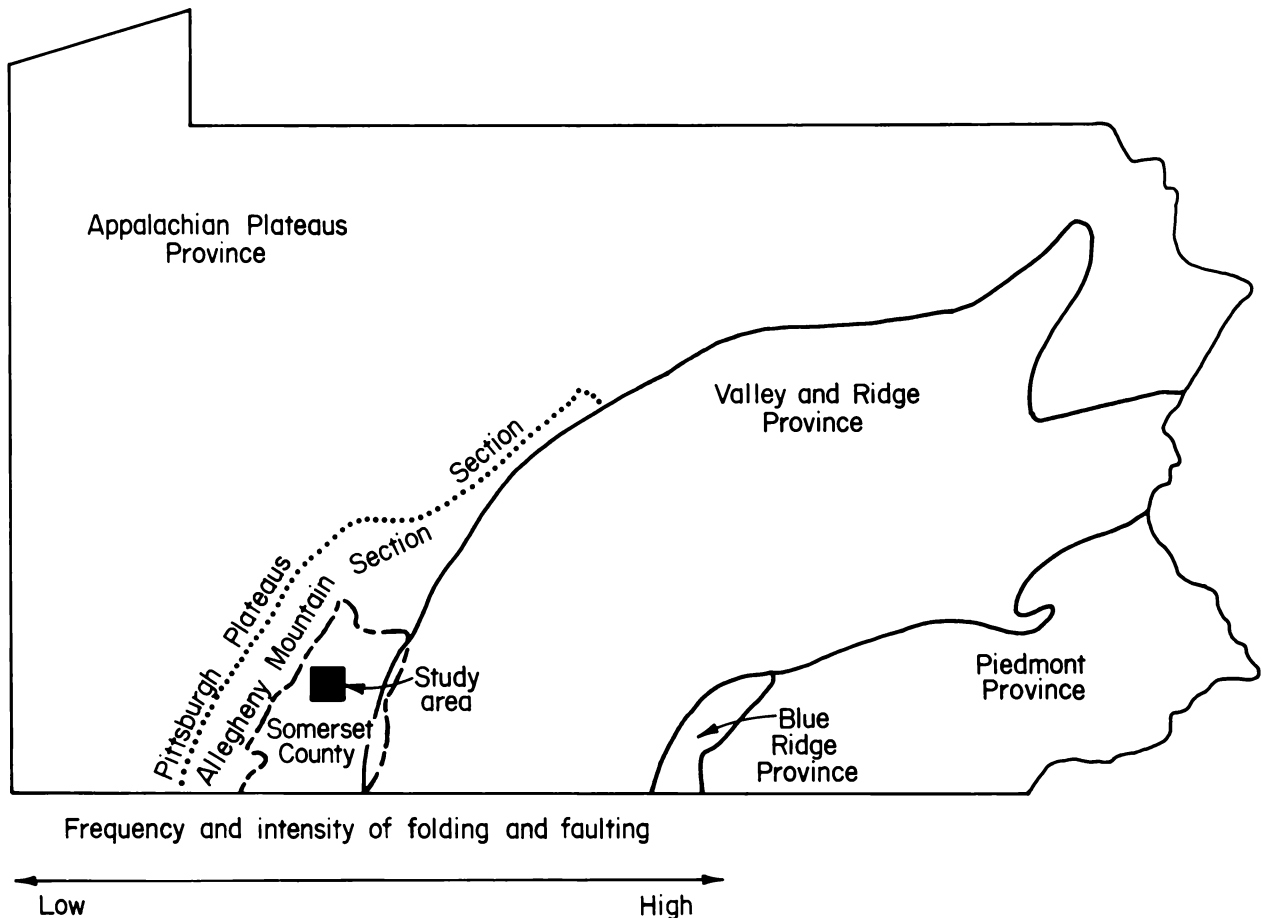 Appalachian Plateaus
Province
Valley and Ridge
Province
Pittsburgh Plateaus Section
Allegheny Mountain Section
Study
area
Somerset
County
Piedmont
Province
Blue
Ridge
Province
Frequency and intensity of folding and faulting
Low High